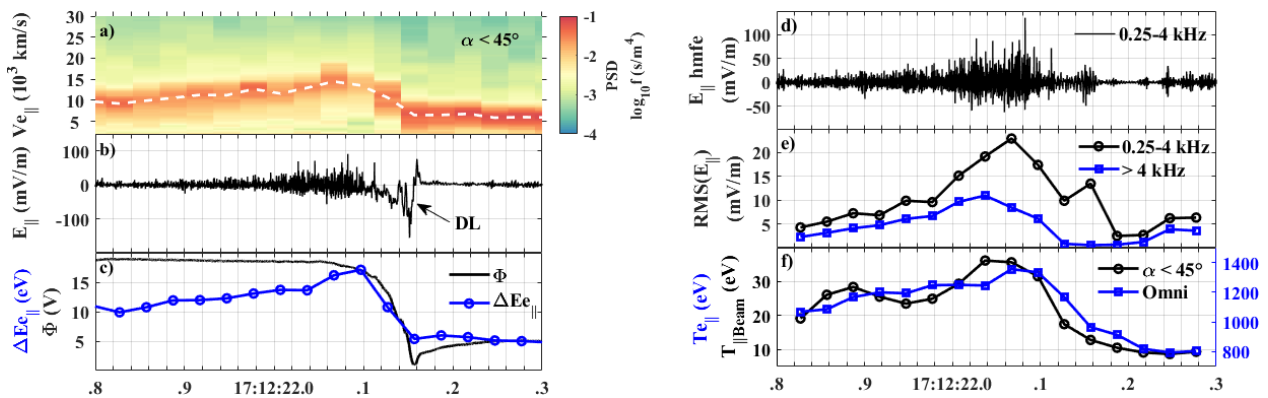 a)
α < 45°
Ve∥ (10³ km/s)
30
25
20
15
10
5
-1
-2
-3
-4
PSD
log₁₀ f (s/m⁴)
b)
E∥ (mV/m)
100
0
-100
DL
c)
ΔEe∥ (eV)
Φ (V)
15
10
5
Φ
ΔEe∥
.8 .9 17:12:22.0 .1 .2 .3
d)
0.25-4 kHz
E∥ hmfe
(mV/m)
100
50
0
-50
e)
0.25-4 kHz
> 4 kHz
RMS(E∥)
(mV/m)
20
15
10
5
f)
α < 45°
Omni
Te∥ (eV)
T∥Beam (eV)
30
20
10
1400
1200
1000
800
.8 .9 17:12:22.0 .1 .2 .3